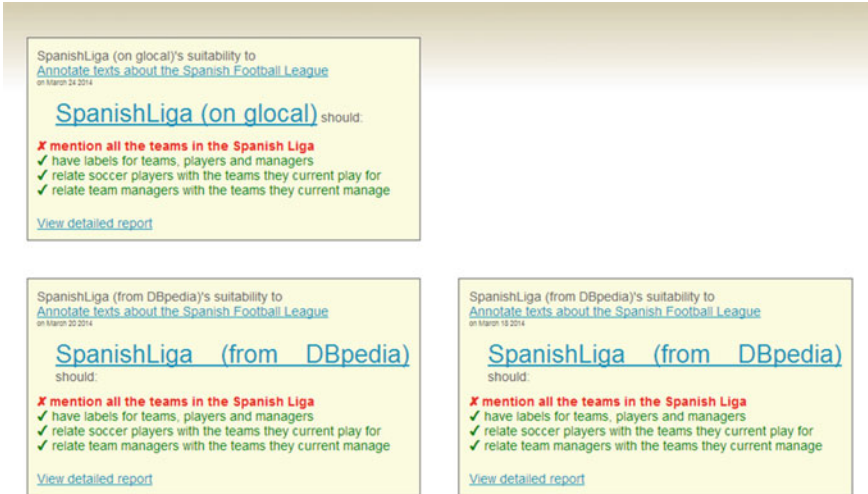 SpanishLiga (on glocal)'s suitability to
Annotate texts about the Spanish Football League
on March 24 2014
SpanishLiga (on glocal) should:
✗ mention all the teams in the Spanish Liga
✓ have labels for teams, players and managers
✓ relate soccer players with the teams they current play for
✓ relate team managers with the teams they current manage
View detailed report
SpanishLiga (from DBpedia)'s suitability to
Annotate texts about the Spanish Football League
on March 20 2014
SpanishLiga (from DBpedia)
should:
✗ mention all the teams in the Spanish Liga
✓ have labels for teams, players and managers
✓ relate soccer players with the teams they current play for
✓ relate team managers with the teams they current manage
View detailed report
SpanishLiga (from DBpedia)'s suitability to
Annotate texts about the Spanish Football League
on March 18 2014
SpanishLiga (from DBpedia)
should:
✗ mention all the teams in the Spanish Liga
✓ have labels for teams, players and managers
✓ relate soccer players with the teams they current play for
✓ relate team managers with the teams they current manage
View detailed report